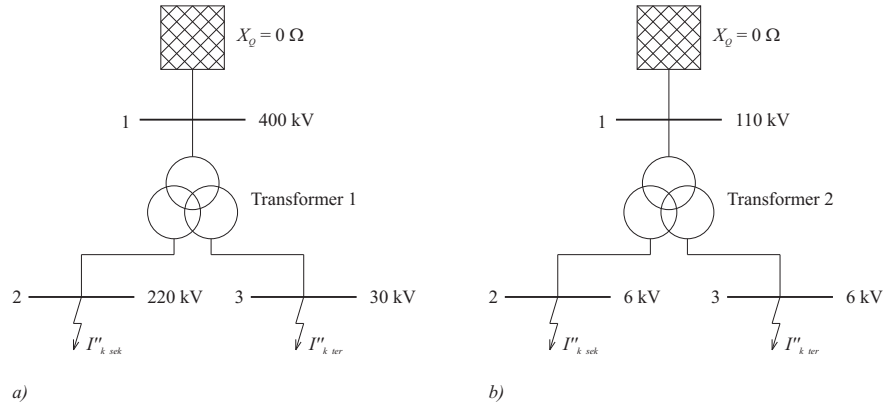 X_Q = 0 Ω
1
400 kV
Transformer 1
2
220 kV
3
30 kV
I''_k sek
I''_k ter
a)
X_Q = 0 Ω
1
110 kV
Transformer 2
2
6 kV
3
6 kV
I''_k sek
I''_k ter
b)